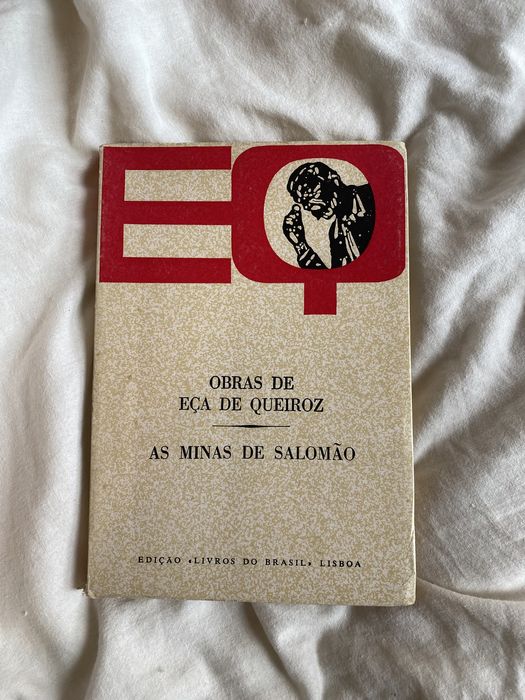 EQ
OBRAS DE
EÇA DE QUEIROZ
AS MINAS DE SALOMÃO
EDIÇÃO «LIVROS DO BRASIL» LISBOA